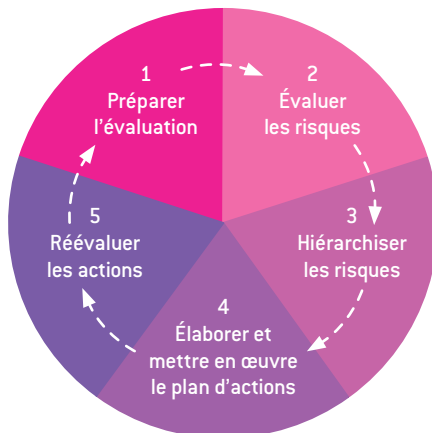 1
Préparer
l'évaluation
2
Évaluer
les risques
3
Hiérarchiser
les risques
4
Élaborer et
mettre en œuvre
le plan d'actions
5
Réévaluer
les actions